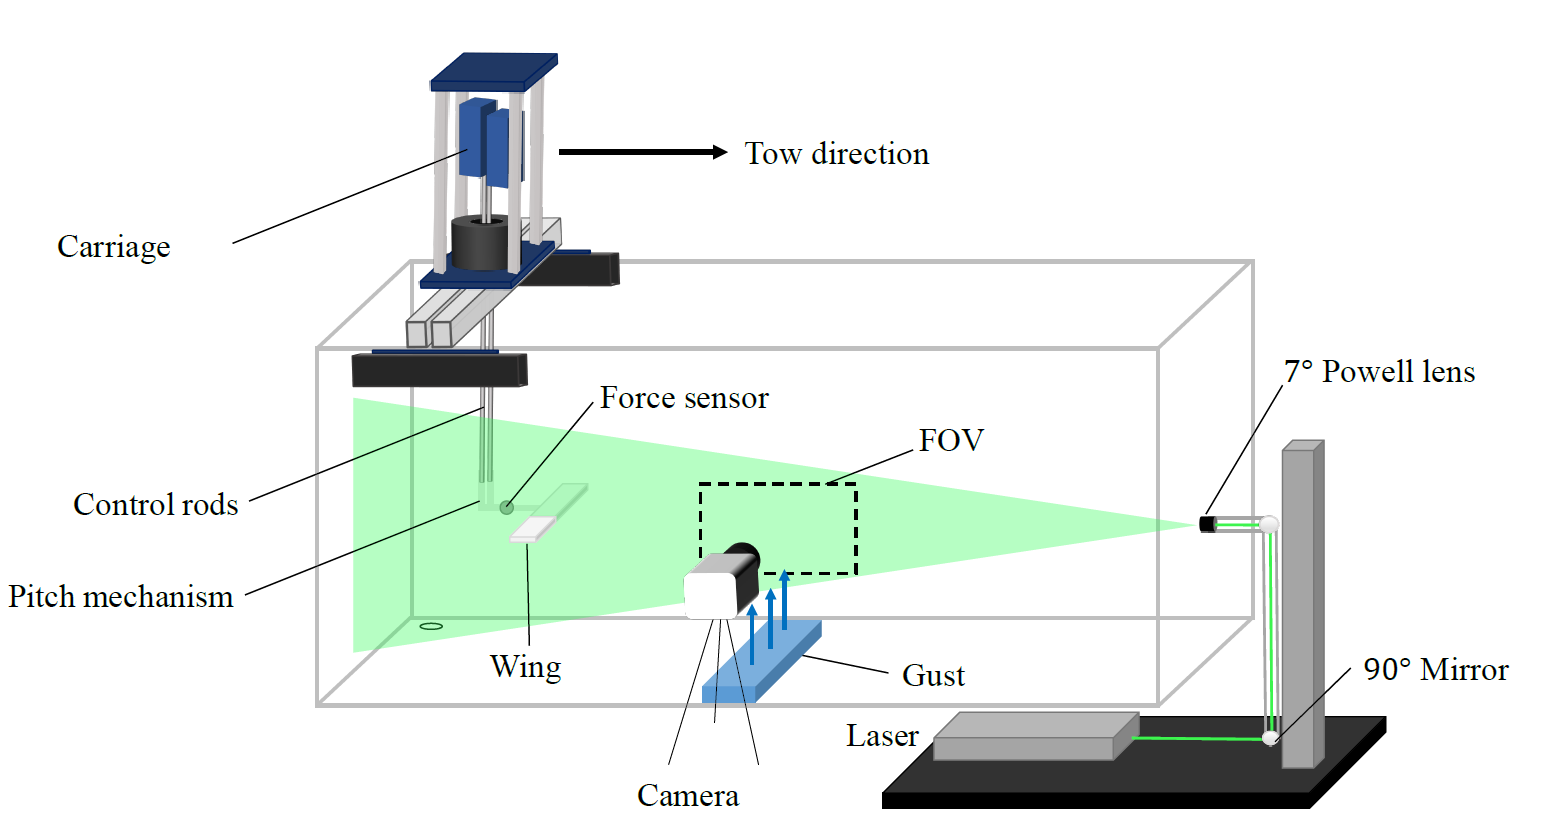 Tow direction
Carriage
7° Powell lens
Force sensor
FOV
Control rods
Pitch mechanism
Wing
Gust
90° Mirror
Laser
Camera